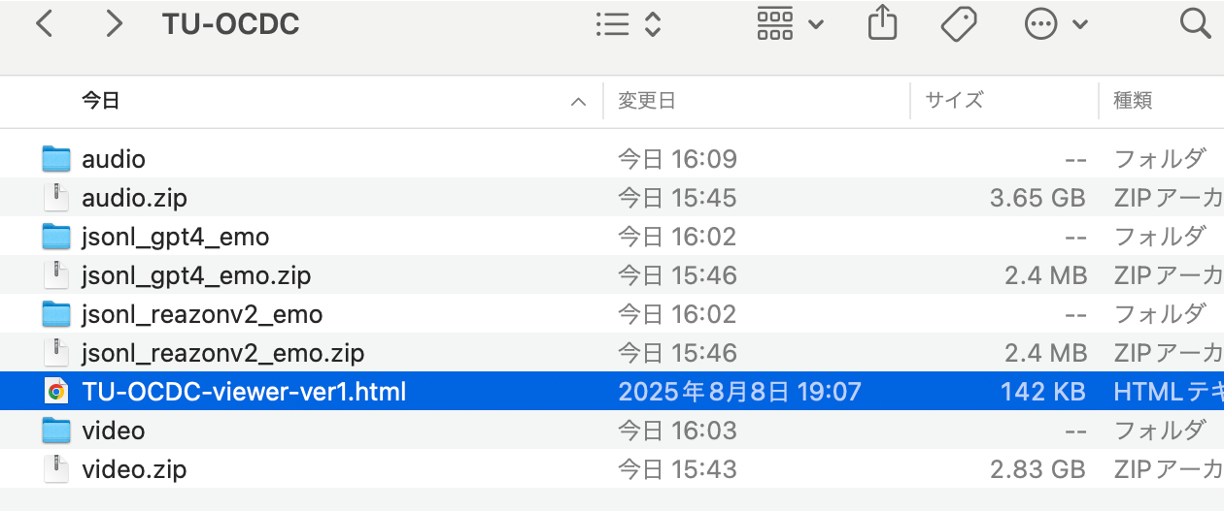 TU-OCDC
今日 変更日 サイズ 種類
audio 今日 16:09 -- フォルダ
audio.zip 今日 15:45 3.65 GB ZIPアーカ
jsonl_gpt4_emo 今日 16:02 -- フォルダ
jsonl_gpt4_emo.zip 今日 15:46 2.4 MB ZIPアーカ
jsonl_reazonv2_emo 今日 16:02 -- フォルダ
jsonl_reazonv2_emo.zip 今日 15:46 2.4 MB ZIPアーカ
TU-OCDC-viewer-ver1.html 2025年8月8日 19:07 142 KB HTMLテキ
video 今日 16:03 -- フォルダ
video.zip 今日 15:43 2.83 GB ZIPアーカ